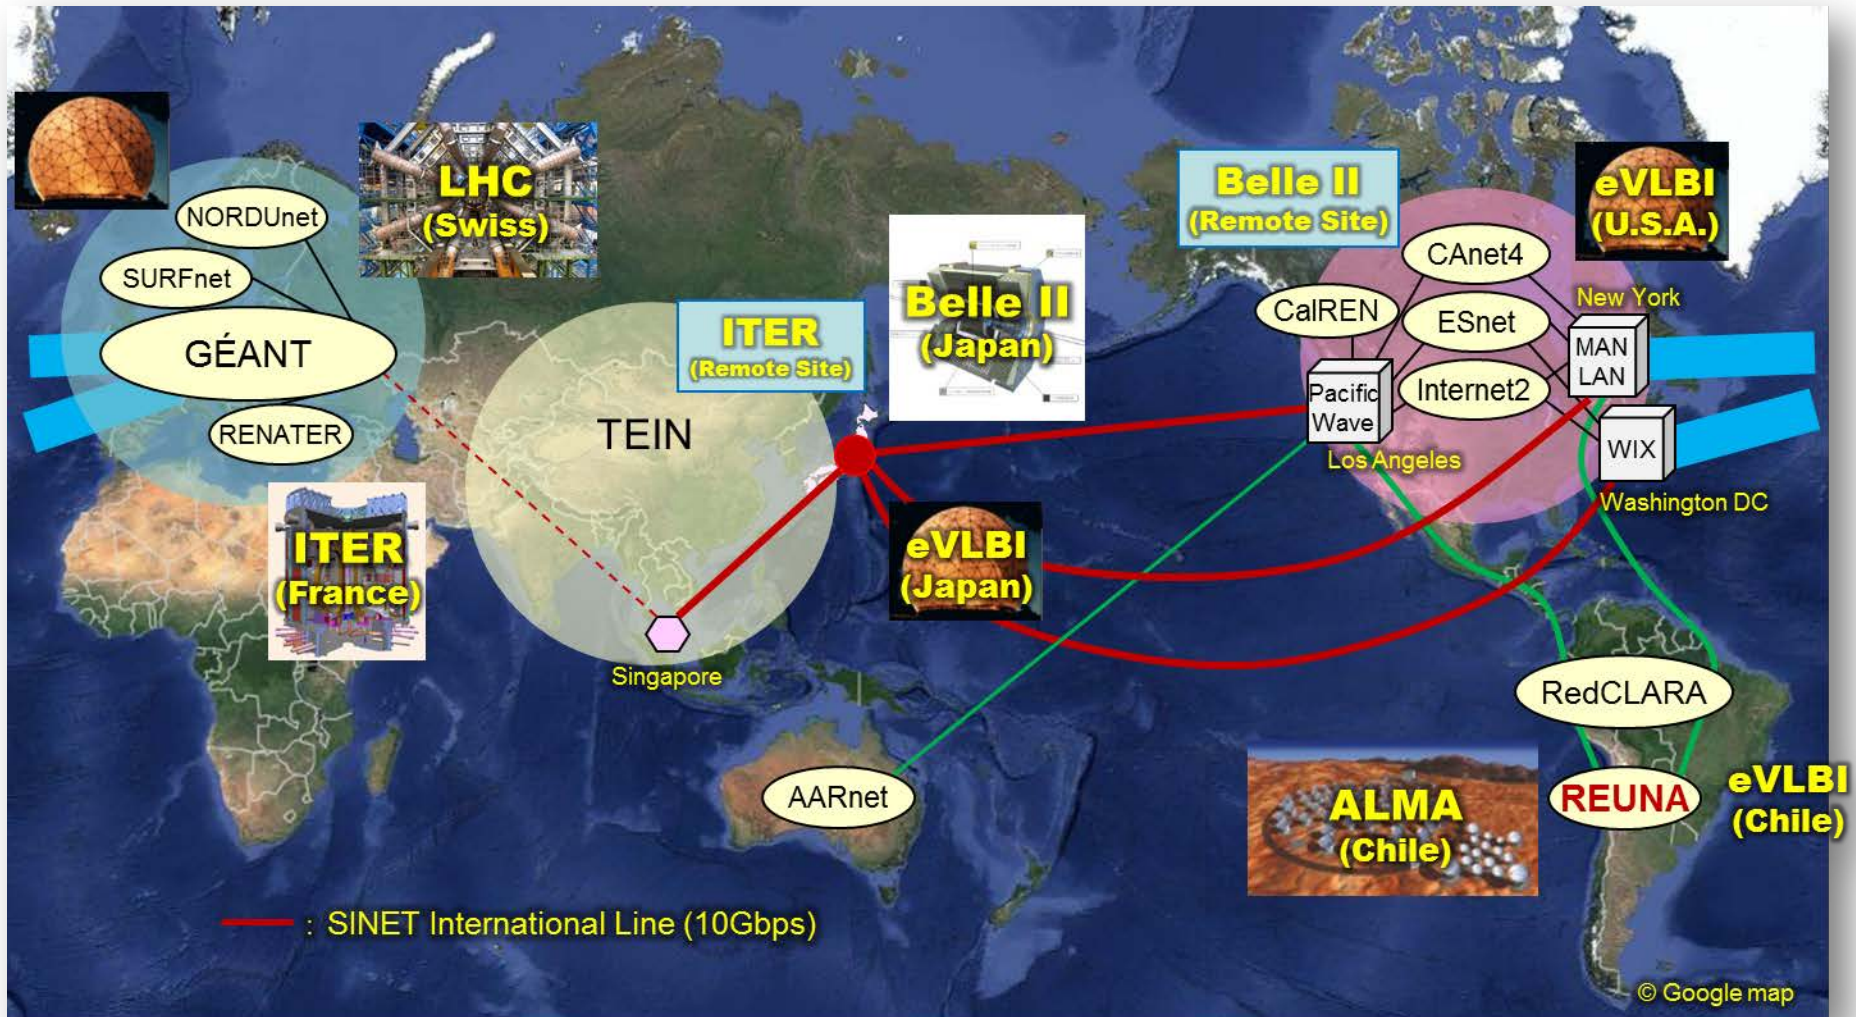 NORDUnet
SURFnet
GÉANT
RENATER
LHC
(Swiss)
ITER
(France)
TEIN
ITER
(Remote Site)
Singapore
Belle II
(Japan)
eVLBI
(Japan)
AARnet
Belle II
(Remote Site)
eVLBI
(U.S.A.)
CAnet4
CalREN
ESnet
Internet2
New York
MAN
LAN
Pacific
Wave
Los Angeles
WIX
Washington DC
RedCLARA
REUNA
ALMA
(Chile)
eVLBI
(Chile)
: SINET International Line (10Gbps)
© Google map